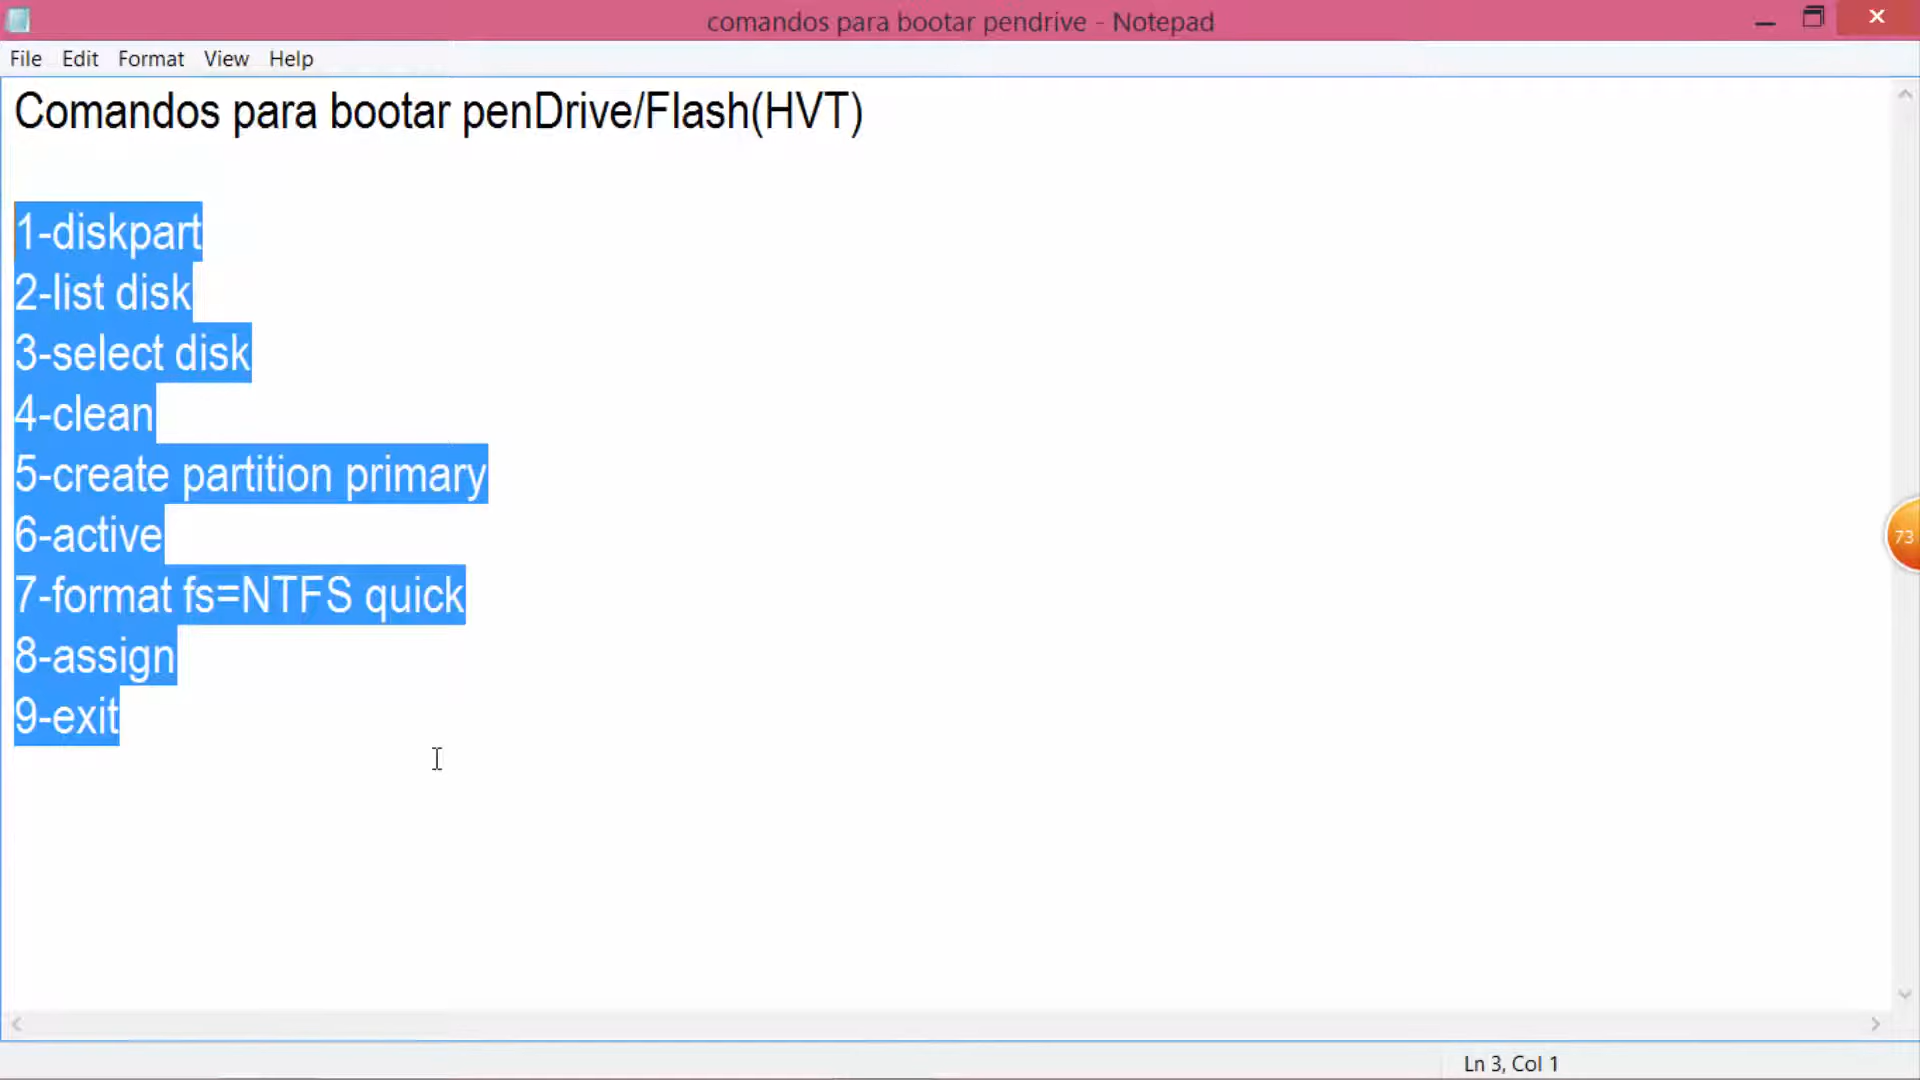 comandos para bootar pendrive - Notepad
File Edit Format View Help
Comandos para bootar penDrive/Flash(HVT)
1-diskpart
2-list disk
3-select disk
4-clean
5-create partition primary
6-active
7-format fs=NTFS quick
8-assign
9-exit
73
Ln 3, Col 1